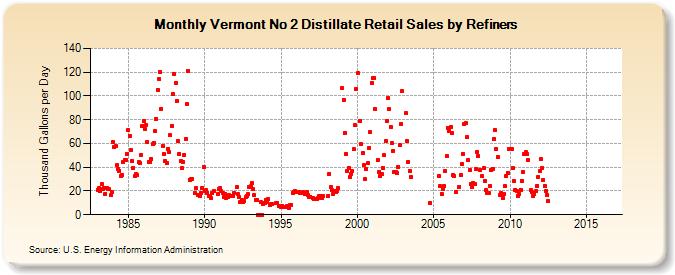 Monthly Vermont No 2 Distillate Retail Sales by Refiners
Thousand Gallons per Day
140
120
100
80
60
40
20
0
1985 1990 1995 2000 2005 2010 2015
Source: U.S. Energy Information Administration